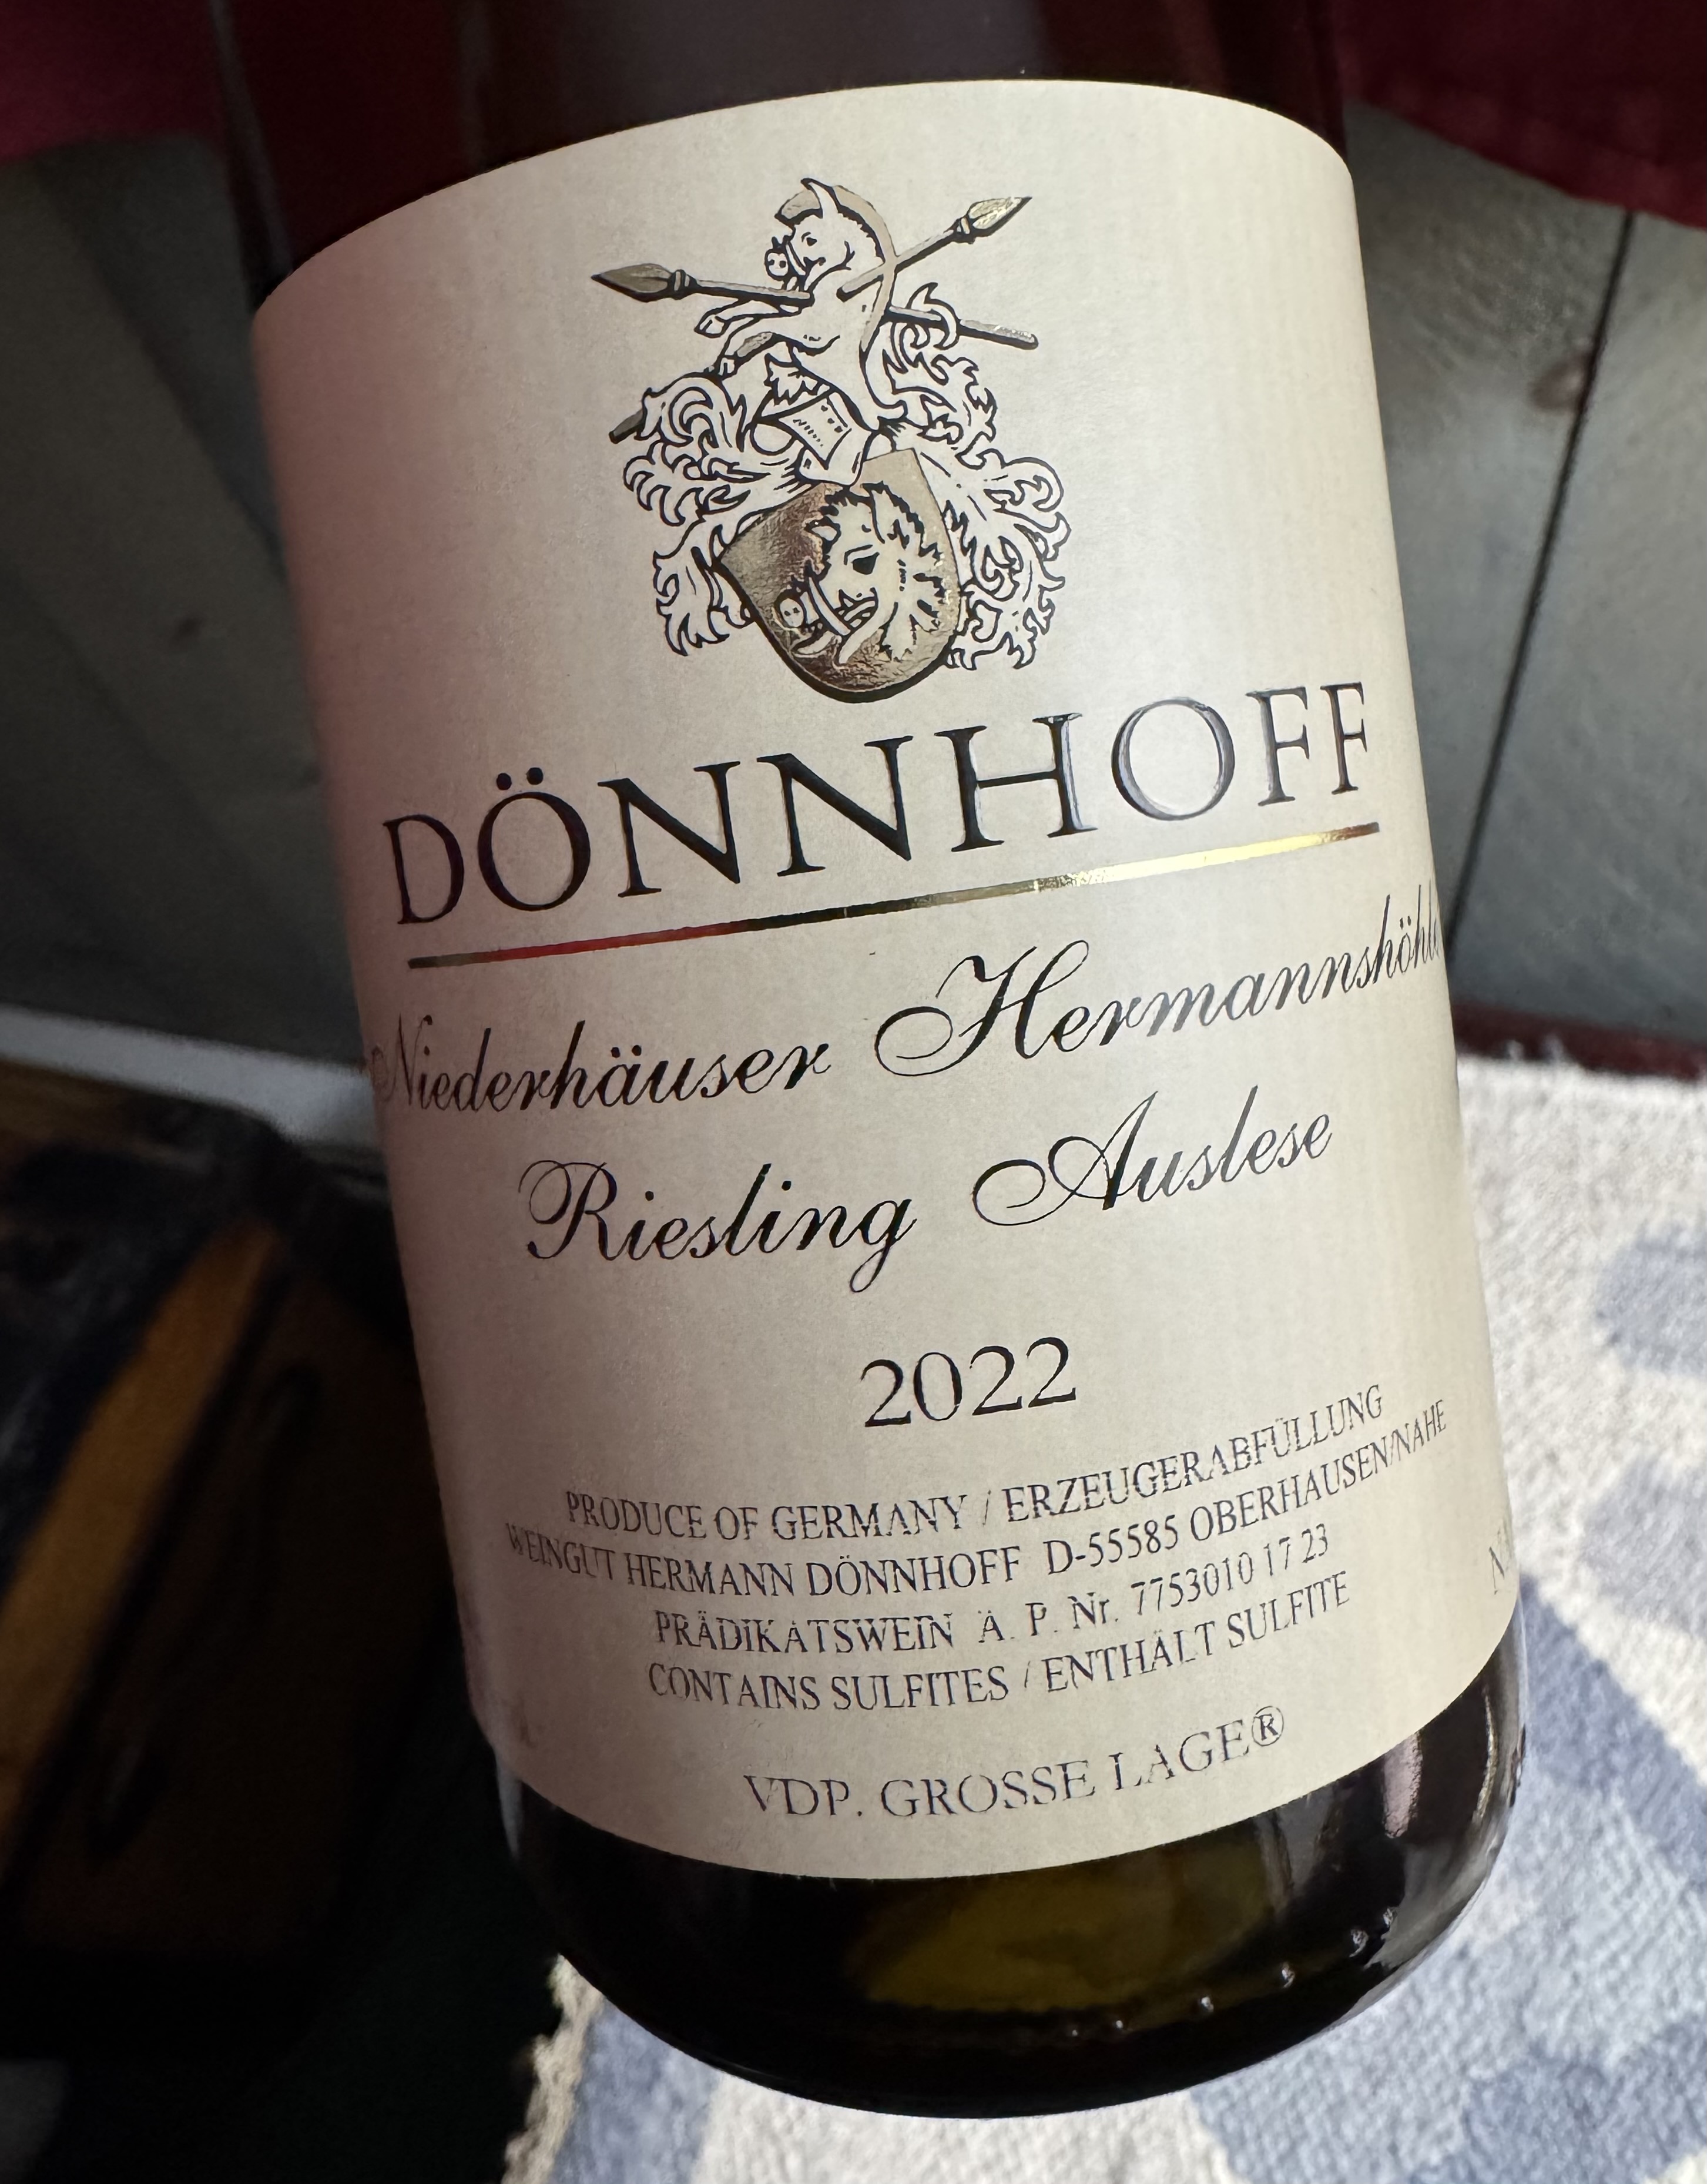 DÖNNHOFF
Niederhäuser Hermannshöhle
Riesling Auslese
2022
PRODUCE OF GERMANY / ERZEUGERABFÜLLUNG
WEINGUT HERMANN DÖNNHOFF D-55585 OBERHAUSEN/NAHE
PRÄDIKATSWEIN A. P. Nr. 7753010 17 23
CONTAINS SULFITES / ENTHÄLT SULFITE
VDP. GROSSE LAGE®